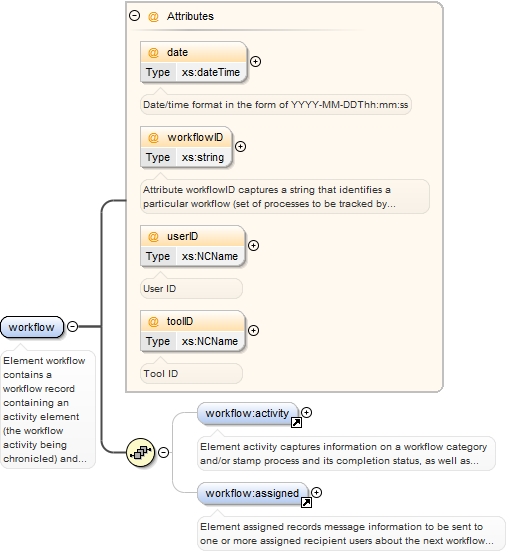 @ Attributes
@ date
Type xs:dateTime
Date/time format in the form of YYYY-MM-DDThh:mm:ss
@ workflowID
Type xs:string
Attribute workflowID captures a string that identifies a
particular workflow (set of processes to be tracked by...
@ userID
Type xs:NCName
User ID
@ toolID
Type xs:NCName
Tool ID
workflow
Element workflow
contains a
workflow record
containing an
activity element
(the workflow
activity being
chronicled) and...
workflow:activity
Element activity captures information on a workflow category
and/or stamp process and its completion status, as well as...
workflow:assigned
Element assigned records message information to be sent to
one or more assigned recipient users about the next workflow...